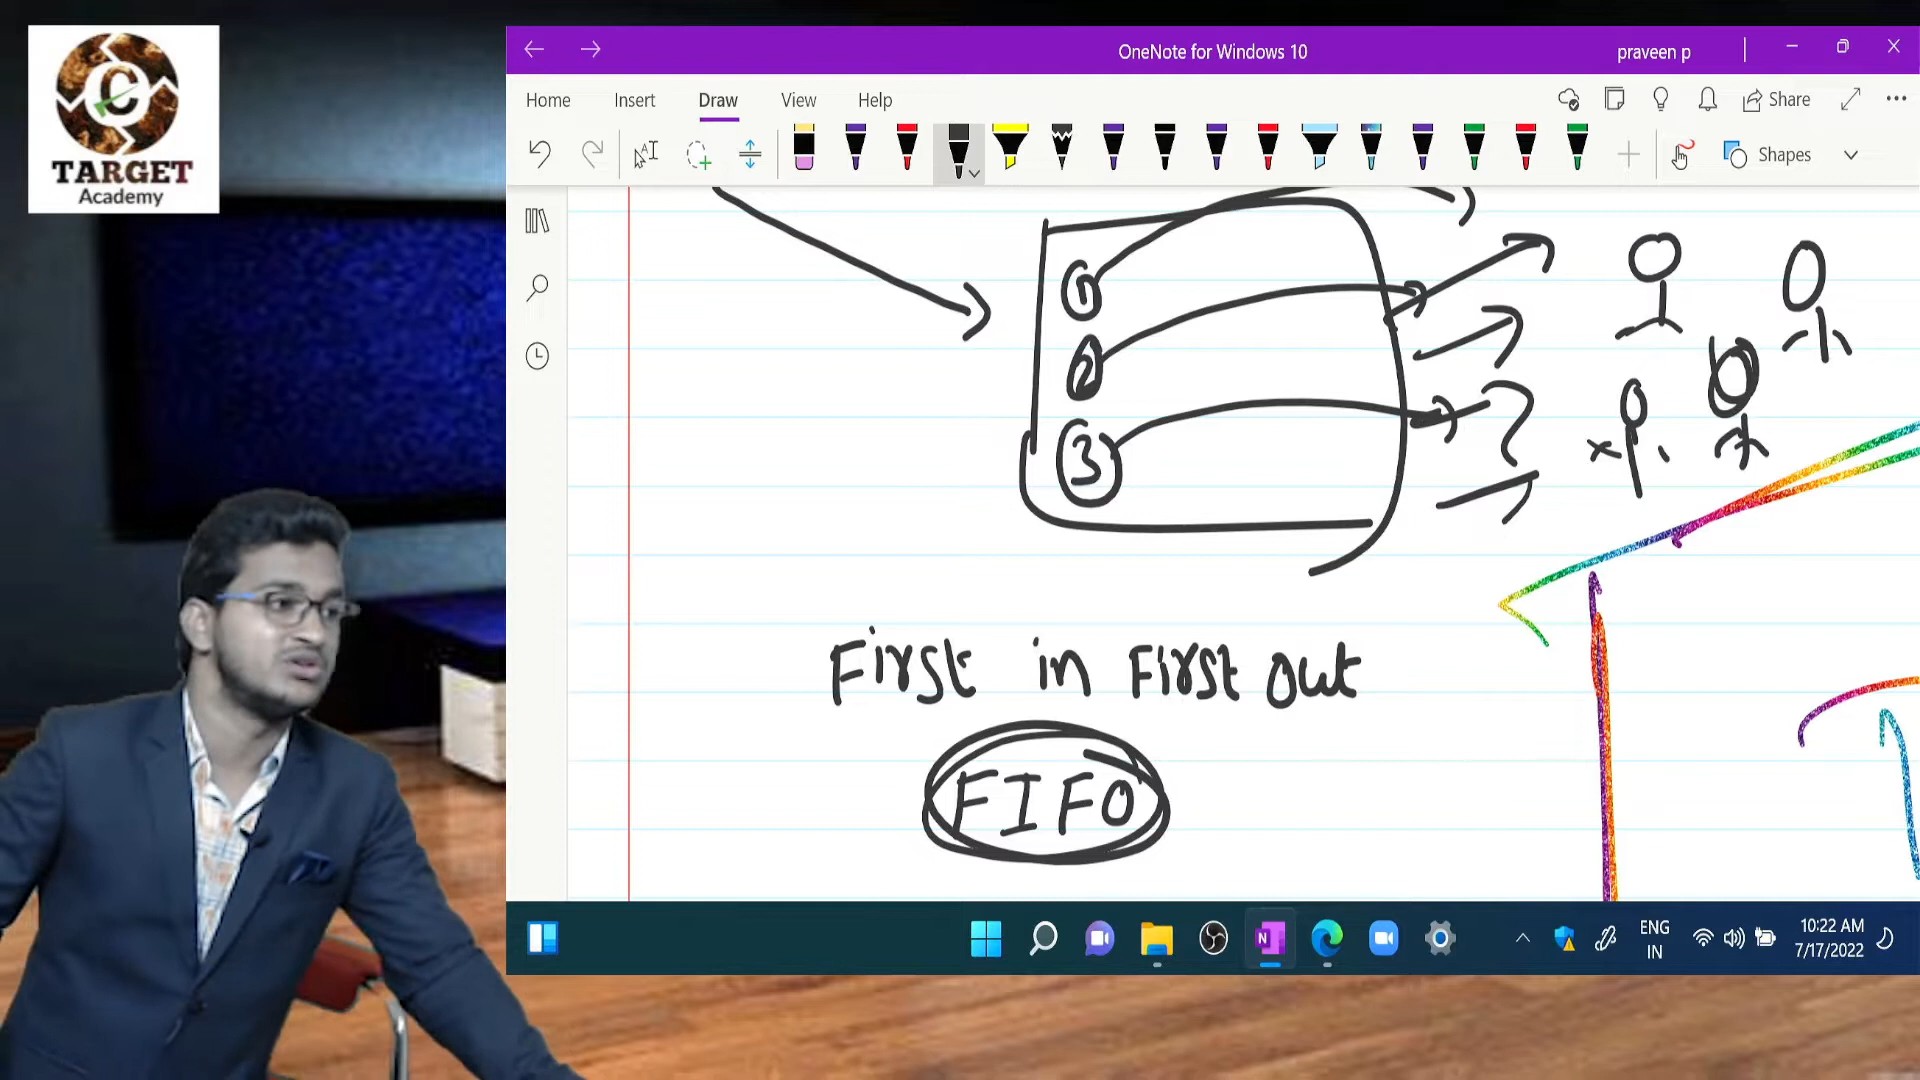 TARGET
Academy
OneNote for Windows 10
praveen p
Home Insert Draw View Help
Share
Shapes
1
2
3
First in First out
FIFO
ENG
IN
10:22 AM
7/17/2022